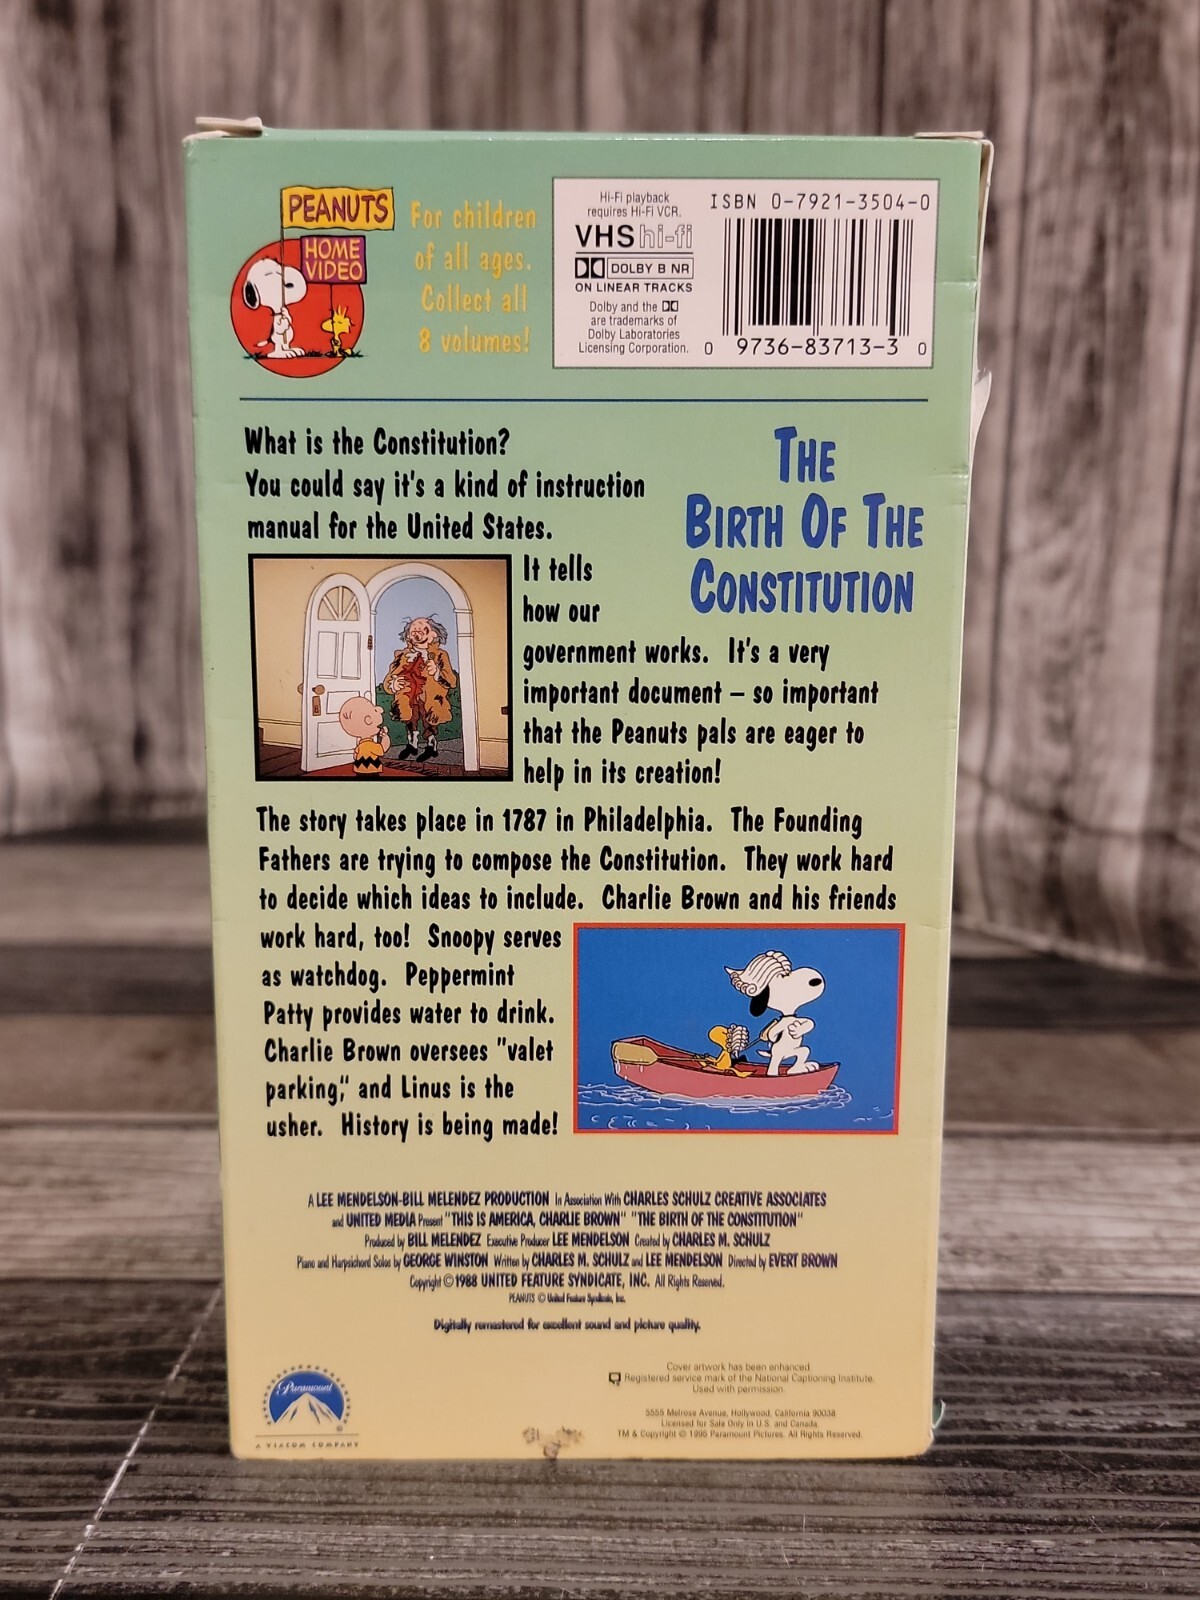 PEANUTS
HOME
VIDEO
For children
of all ages.
Collect all
8 volumes!
Hi-Fi playback
requires Hi-Fi VCR.
VHS hi-fi
DOLBY B NR
ON LINEAR TRACKS
Dolby and the
are trademarks of
Dolby Laboratories
Licensing Corporation.
ISBN 0-7921-3504-0
0 9736-83713-3 0
THE
BIRTH OF THE
CONSTITUTION
What is the Constitution?
You could say it's a kind of instruction
manual for the United States.
It tells
how our
government works. It's a very
important document – so important
that the Peanuts pals are eager to
help in its creation!
The story takes place in 1787 in Philadelphia. The Founding
Fathers are trying to compose the Constitution. They work hard
to decide which ideas to include. Charlie Brown and his friends
work hard, too! Snoopy serves
as watchdog. Peppermint
Patty provides water to drink.
Charlie Brown oversees "valet
parking," and Linus is the
usher. History is being made!
A LEE MENDELSON-BILL MELENDEZ PRODUCTION In Association With CHARLES SCHULZ CREATIVE ASSOCIATES
and UNITED MEDIA Present "THIS IS AMERICA, CHARLIE BROWN" "THE BIRTH OF THE CONSTITUTION"
Produced by BILL MELENDEZ Executive Producer LEE MENDELSON Created by CHARLES M. SCHULZ
Piano and Harpsichord Solos by GEORGE WINSTON Written by CHARLES M. SCHULZ and LEE MENDELSON Directed by EVERT BROWN
Copyright © 1988 UNITED FEATURE SYNDICATE, INC. All Rights Reserved.
PEANUTS © United Feature Syndicate, Inc.
Digitally remastered for excellent sound and picture quality.
Paramount
®
A VIACOM COMPANY
Cover artwork has been enhanced.
Registered service mark of the National Captioning Institute.
Used with permission.
5555 Melrose Avenue, Hollywood, California 90038
Licensed for Sale Only in U.S. and Canada.
TM & Copyright © 1995 Paramount Pictures. All Rights Reserved.